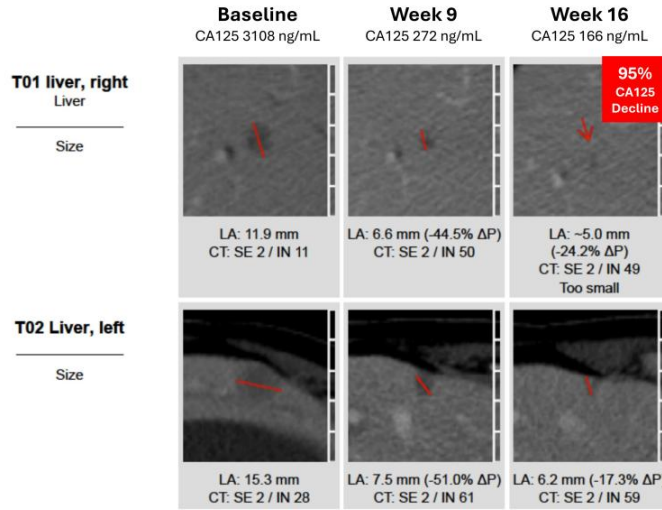 Baseline
CA125 3108 ng/mL
Week 9
CA125 272 ng/mL
Week 16
CA125 166 ng/mL
95%
CA125
Decline
T01 liver, right
Liver
Size
LA: 11.9 mm
CT: SE 2 / IN 11
LA: 6.6 mm (-44.5% ΔP)
CT: SE 2 / IN 50
LA: ~5.0 mm
(-24.2% ΔP)
CT: SE 2 / IN 49
Too small
T02 Liver, left
Size
LA: 15.3 mm
CT: SE 2 / IN 28
LA: 7.5 mm (-51.0% ΔP)
CT: SE 2 / IN 61
LA: 6.2 mm (-17.3% ΔP
CT: SE 2 / IN 59